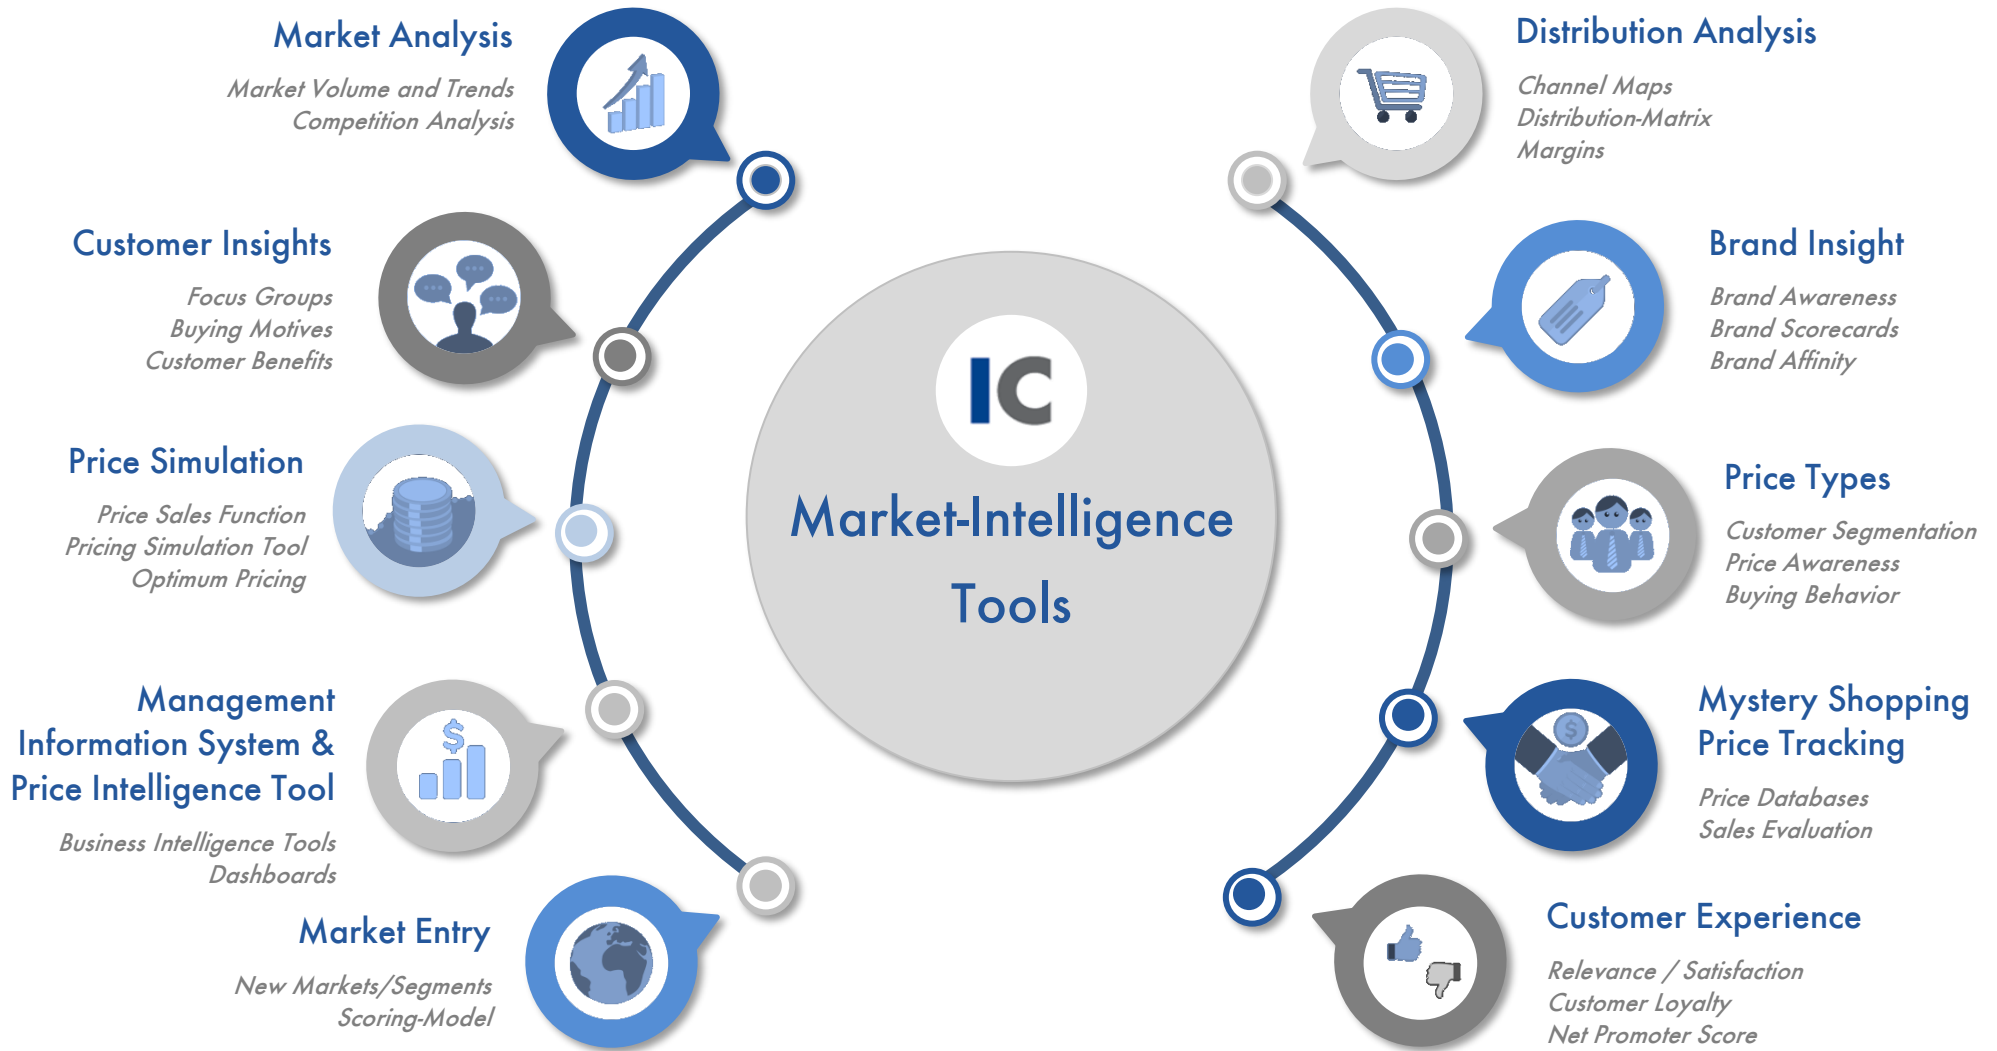 Market Analysis
Market Volume and Trends
Competition Analysis
Customer Insights
Focus Groups
Buying Motives
Customer Benefits
Price Simulation
Price Sales Function
Pricing Simulation Tool
Optimum Pricing
$
Management
Information System &
Price Intelligence Tool
Business Intelligence Tools
Dashboards
Market Entry
New Markets/Segments
Scoring-Model
IC
Market-Intelligence
Tools
Distribution Analysis
Channel Maps
Distribution-Matrix
Margins
Brand Insight
Brand Awareness
Brand Scorecards
Brand Affinity
Price Types
Customer Segmentation
Price Awareness
Buying Behavior
$
Mystery Shopping
Price Tracking
Price Databases
Sales Evaluation
Customer Experience
Relevance / Satisfaction
Customer Loyalty
Net Promoter Score